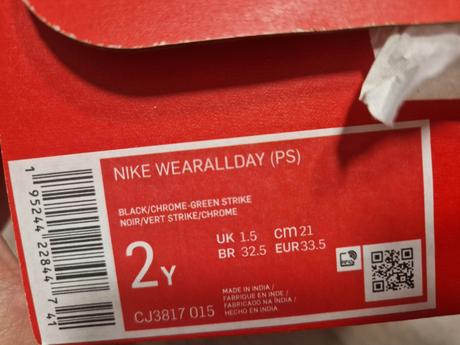 NIKE WEARALLDAY (PS)
BLACK/CHROME-GREEN STRIKE
NOIR/VERT STRIKE/CHROME
2Y
UK 1.5 cm 21
BR 32.5 EUR 33.5
MADE IN INDIA /
FABRIQUE EN INDE /
FABRICADO NA ÍNDIA /
HECHO EN INDIA
CJ3817 015
1 95244 22844 7 41